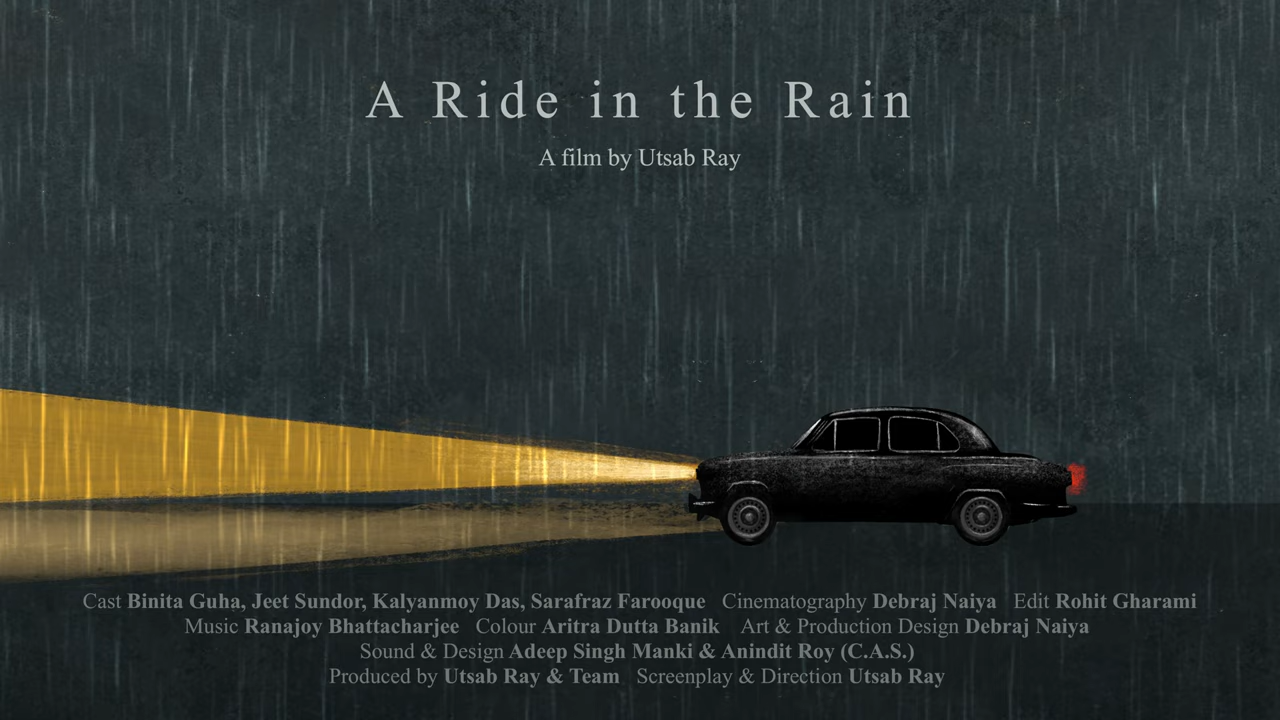 A Ride in the Rain
A film by Utsab Ray
Cast Binita Guha, Jeet Sundor, Kalyanmoy Das, Sarafraz Farooque Cinematography Debraj Naiya Edit Rohit Gharami
Music Ranajoy Bhattacharjee Colour Aritra Dutta Banik Art & Production Design Debraj Naiya
Sound & Design Adeep Singh Manki & Anindit Roy (C.A.S.)
Produced by Utsab Ray & Team Screenplay & Direction Utsab Ray